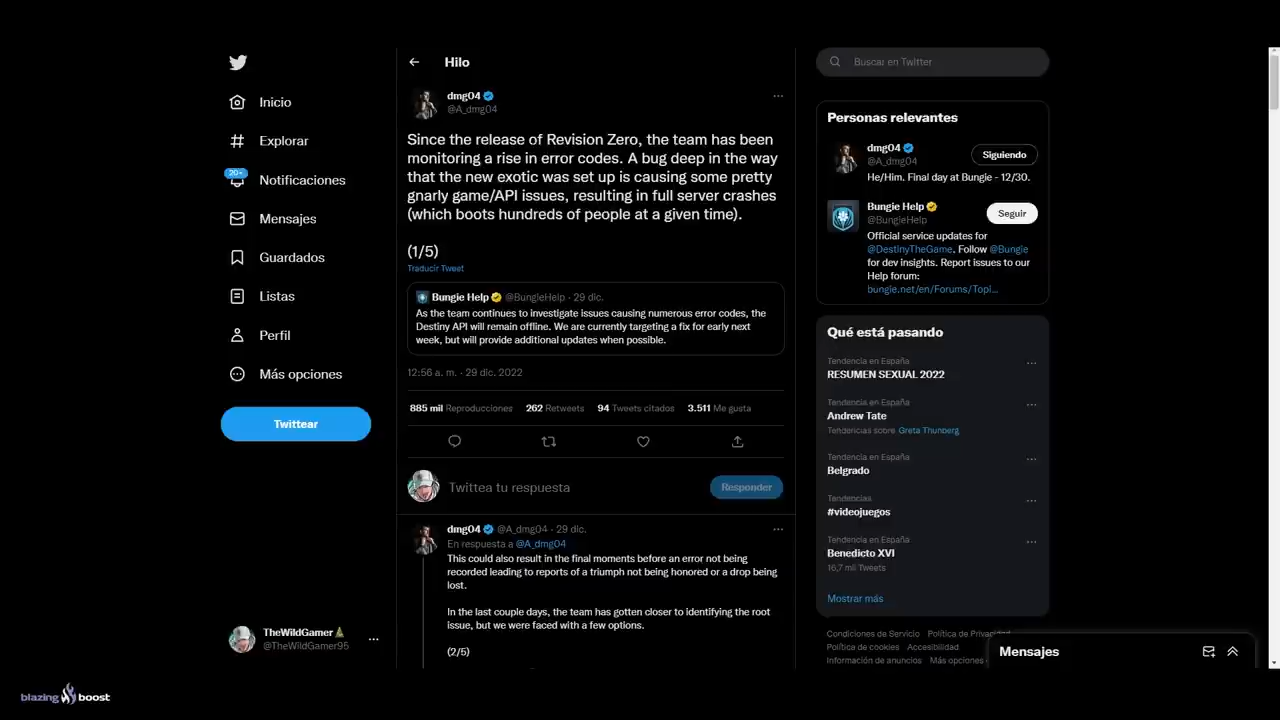 Inicio
Explorar
20+
Notificaciones
Mensajes
Guardados
Listas
Perfil
Más opciones
Twittear
TheWildGamer
@TheWildGamer95
Hilo
dmg04
@A_dmg04
Since the release of Revision Zero, the team has been
monitoring a rise in error codes. A bug deep in the way
that the new exotic was set up is causing some pretty
gnarly game/API issues, resulting in full server crashes
(which boots hundreds of people at a given time).
(1/5)
Traducir Tweet
Bungie Help @BungieHelp · 29 dic.
As the team continues to investigate issues causing numerous error codes, the
Destiny API will remain offline. We are currently targeting a fix for early next
week, but will provide additional updates when possible.
12:56 a. m. · 29 dic. 2022
885 mil Reproducciones 262 Retweets 94 Tweets citados 3.511 Me gusta
Twittea tu respuesta
Responder
dmg04 @A_dmg04 · 29 dic.
En respuesta a @A_dmg04
This could also result in the final moments before an error not being
recorded leading to reports of a triumph not being honored or a drop being
lost.
In the last couple days, the team has gotten closer to identifying the root
issue, but we were faced with a few options.
(2/5)
Buscar en Twitter
Personas relevantes
dmg04
@A_dmg04
Siguiendo
He/Him. Final day at Bungie - 12/30.
Bungie Help
@BungieHelp
Seguir
Official service updates for
@DestinyTheGame. Follow @Bungie
for dev insights. Report issues to our
Help forum:
bungie.net/en/Forums/Topi...
Qué está pasando
Tendencia en España
RESUMEN SEXUAL 2022
Tendencia en España
Andrew Tate
Tendencias sobre Greta Thunberg
Tendencia en España
Belgrado
Tendencias
#videojuegos
Tendencia en España
Benedicto XVI
16,7 mil Tweets
Mostrar más
Condiciones de Servicio Política de Privacidad
Política de cookies Accesibilidad
Información de anuncios Más opciones
Mensajes
blazing boost